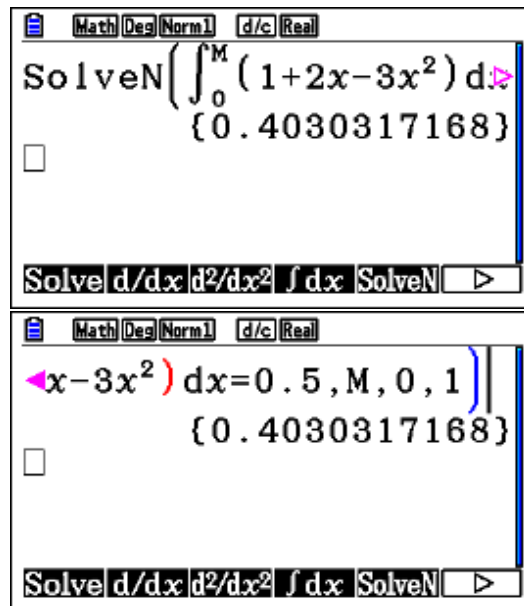 Math Deg Norm1 d/c Real
SolveN(∫₀ᴹ(1+2x-3x²)dx
{0.4030317168}
Solve d/dx d²/dx² ∫dx SolveN ▷
Math Deg Norm1 d/c Real
x-3x²)dx=0.5,M,0,1)
{0.4030317168}
Solve d/dx d²/dx² ∫dx SolveN ▷